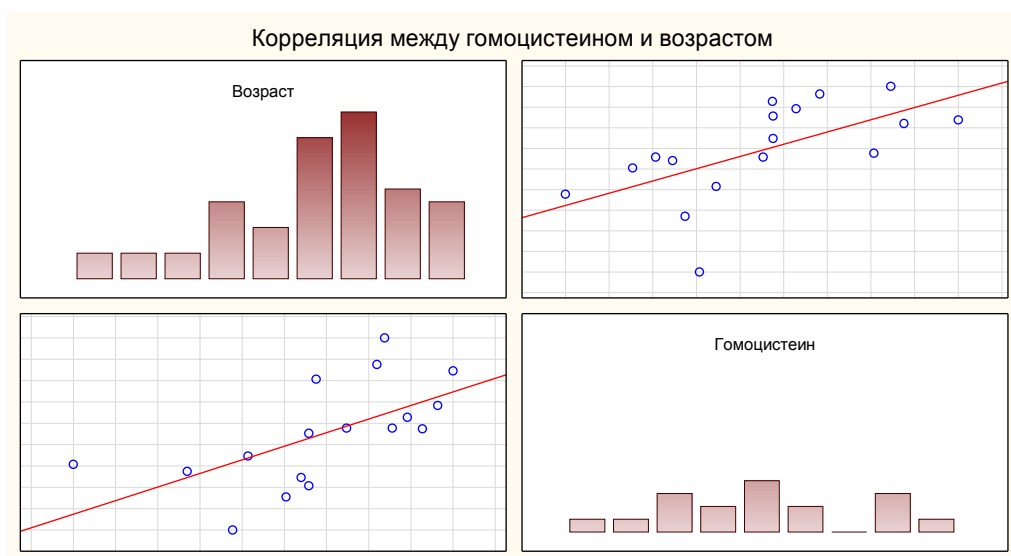 Корреляция между гомоцистеином и возрастом
Возраст
Гомоцистеин